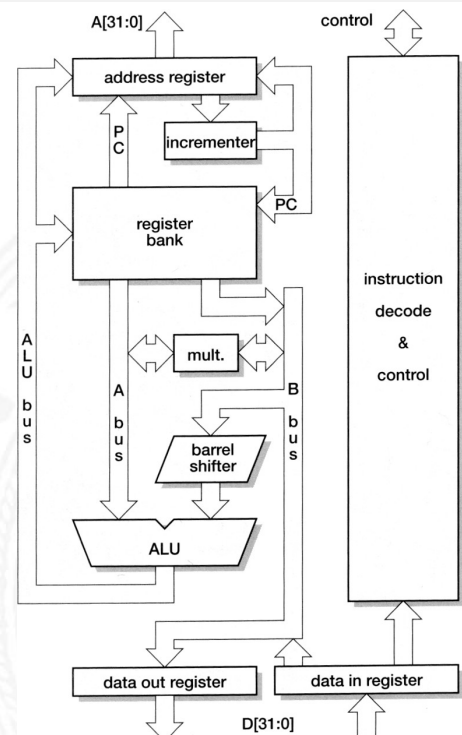 A[31:0]
control
address register
P
C
incrementer
PC
register
bank
instruction
decode
&
control
A
L
U
b
u
s
mult.
A
b
u
s
B
b
u
s
barrel
shifter
ALU
data out register
data in register
D[31:0]